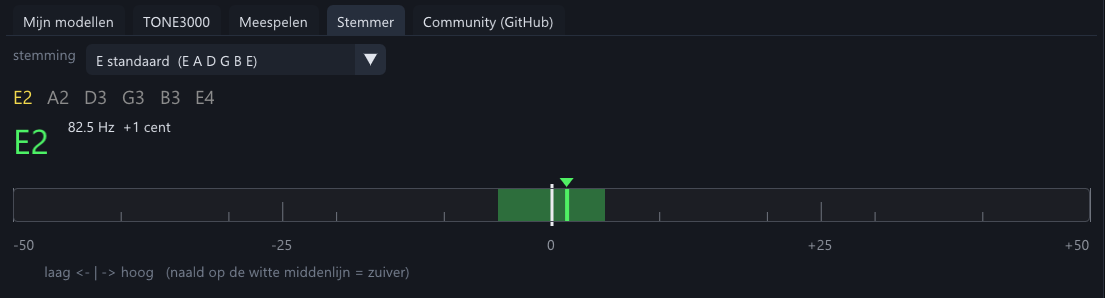 Mijn modellen TONE3000 Meespelen Stemmer Community (GitHub)
stemming E standaard (E A D G B E)
E2 A2 D3 G3 B3 E4
E2 82.5 Hz +1 cent
-50 -25 0 +25 +50
laag <- | -> hoog (naald op de witte middenlijn = zuiver)